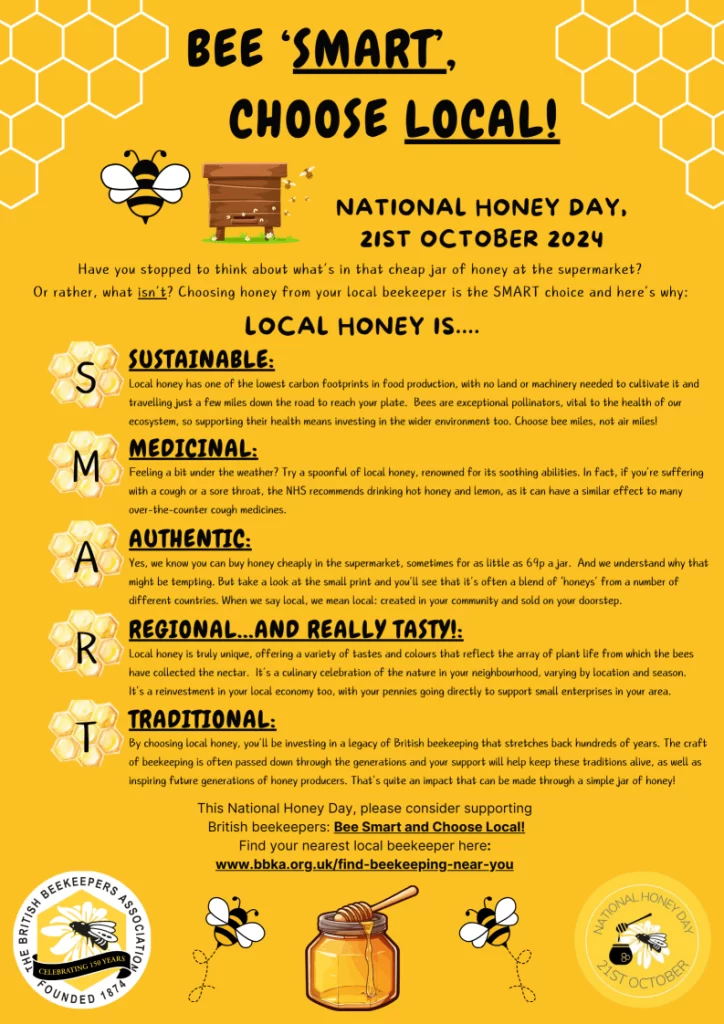 BEE ‘SMART’,
CHOOSE LOCAL!
NATIONAL HONEY DAY,
21ST OCTOBER 2024
Have you stopped to think about what's in that cheap jar of honey at the supermarket?
Or rather, what isn't? Choosing honey from your local beekeeper is the SMART choice and here's why:
LOCAL HONEY IS....
S
SUSTAINABLE:
Local honey has one of the lowest carbon footprints in food production, with no land or machinery needed to cultivate it and
travelling just a few miles down the road to reach your plate. Bees are exceptional pollinators, vital to the health of our
ecosystem, so supporting their health means investing in the wider environment too. Choose bee miles, not air miles!
M
MEDICINAL:
Feeling a bit under the weather? Try a spoonful of local honey, renowned for its soothing abilities. In fact, if you're suffering
with a cough or a sore throat, the NHS recommends drinking hot honey and lemon, as it can have a similar effect to many
over-the-counter cough medicines.
A
AUTHENTIC:
Yes, we know you can buy honey cheaply in the supermarket, sometimes for as little as 69p a jar. And we understand why that
might be tempting. But take a look at the small print and you'll see that it's often a blend of 'honeys' from a number of
different countries. When we say local, we mean local: created in your community and sold on your doorstep.
R
REGIONAL...AND REALLY TASTY!:
Local honey is truly unique, offering a variety of tastes and colours that reflect the array of plant life from which the bees
have collected the nectar. It's a culinary celebration of the nature in your neighbourhood, varying by location and season.
It's a reinvestment in your local economy too, with your pennies going directly to support small enterprises in your area.
T
TRADITIONAL:
By choosing local honey, you'll be investing in a legacy of British beekeeping that stretches back hundreds of years. The craft
of beekeeping is often passed down through the generations and your support will help keep these traditions alive, as well as
inspiring future generations of honey producers. That's quite an impact that can be made through a simple jar of honey!
This National Honey Day, please consider supporting
British beekeepers: Bee Smart and Choose Local!
Find your nearest local beekeeper here:
www.bbka.org.uk/find-beekeeping-near-you
THE BRITISH BEEKEEPERS ASSOCIATION
CELEBRATING 150 YEARS
FOUNDED 1874
NATIONAL HONEY DAY
21ST OCTOBER